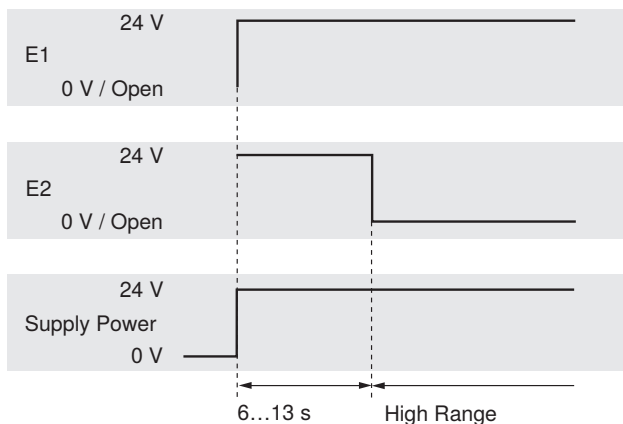 24 V
E1
0 V / Open
24 V
E2
0 V / Open
24 V
Supply Power
0 V
6…13 s
High Range